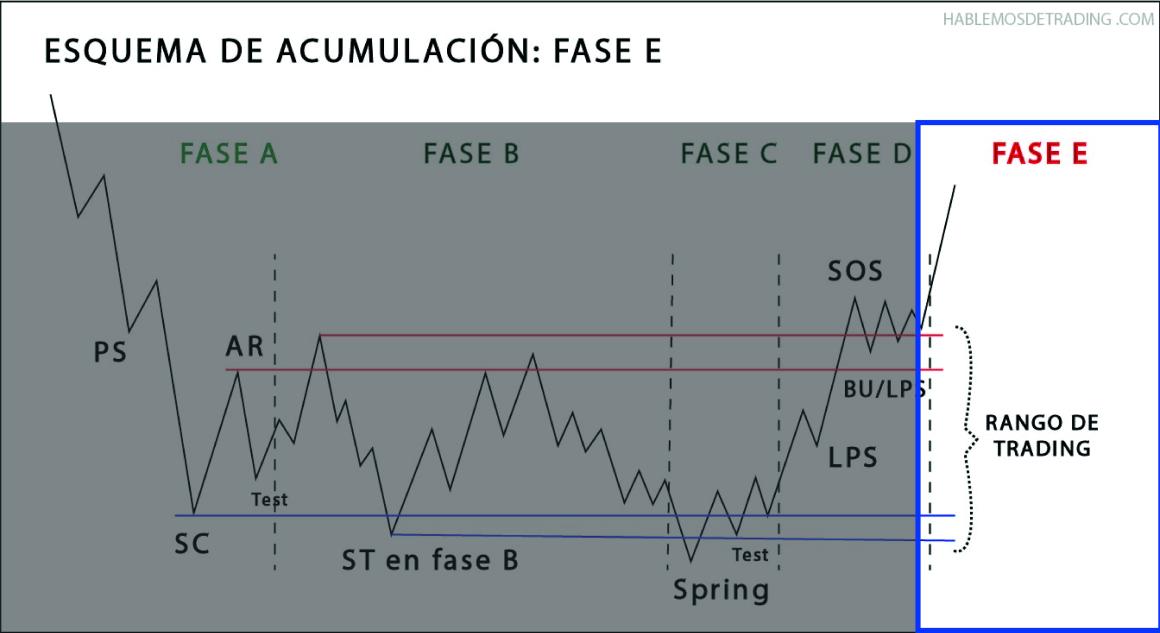 HABLEMOSDETRADING .COM
ESQUEMA DE ACUMULACIÓN: FASE E
FASE A
FASE B
FASE C
FASE D
FASE E
SOS
PS
AR
BU/LPS
RANGO DE
TRADING
LPS
Test
SC
ST en fase B
Test
Spring